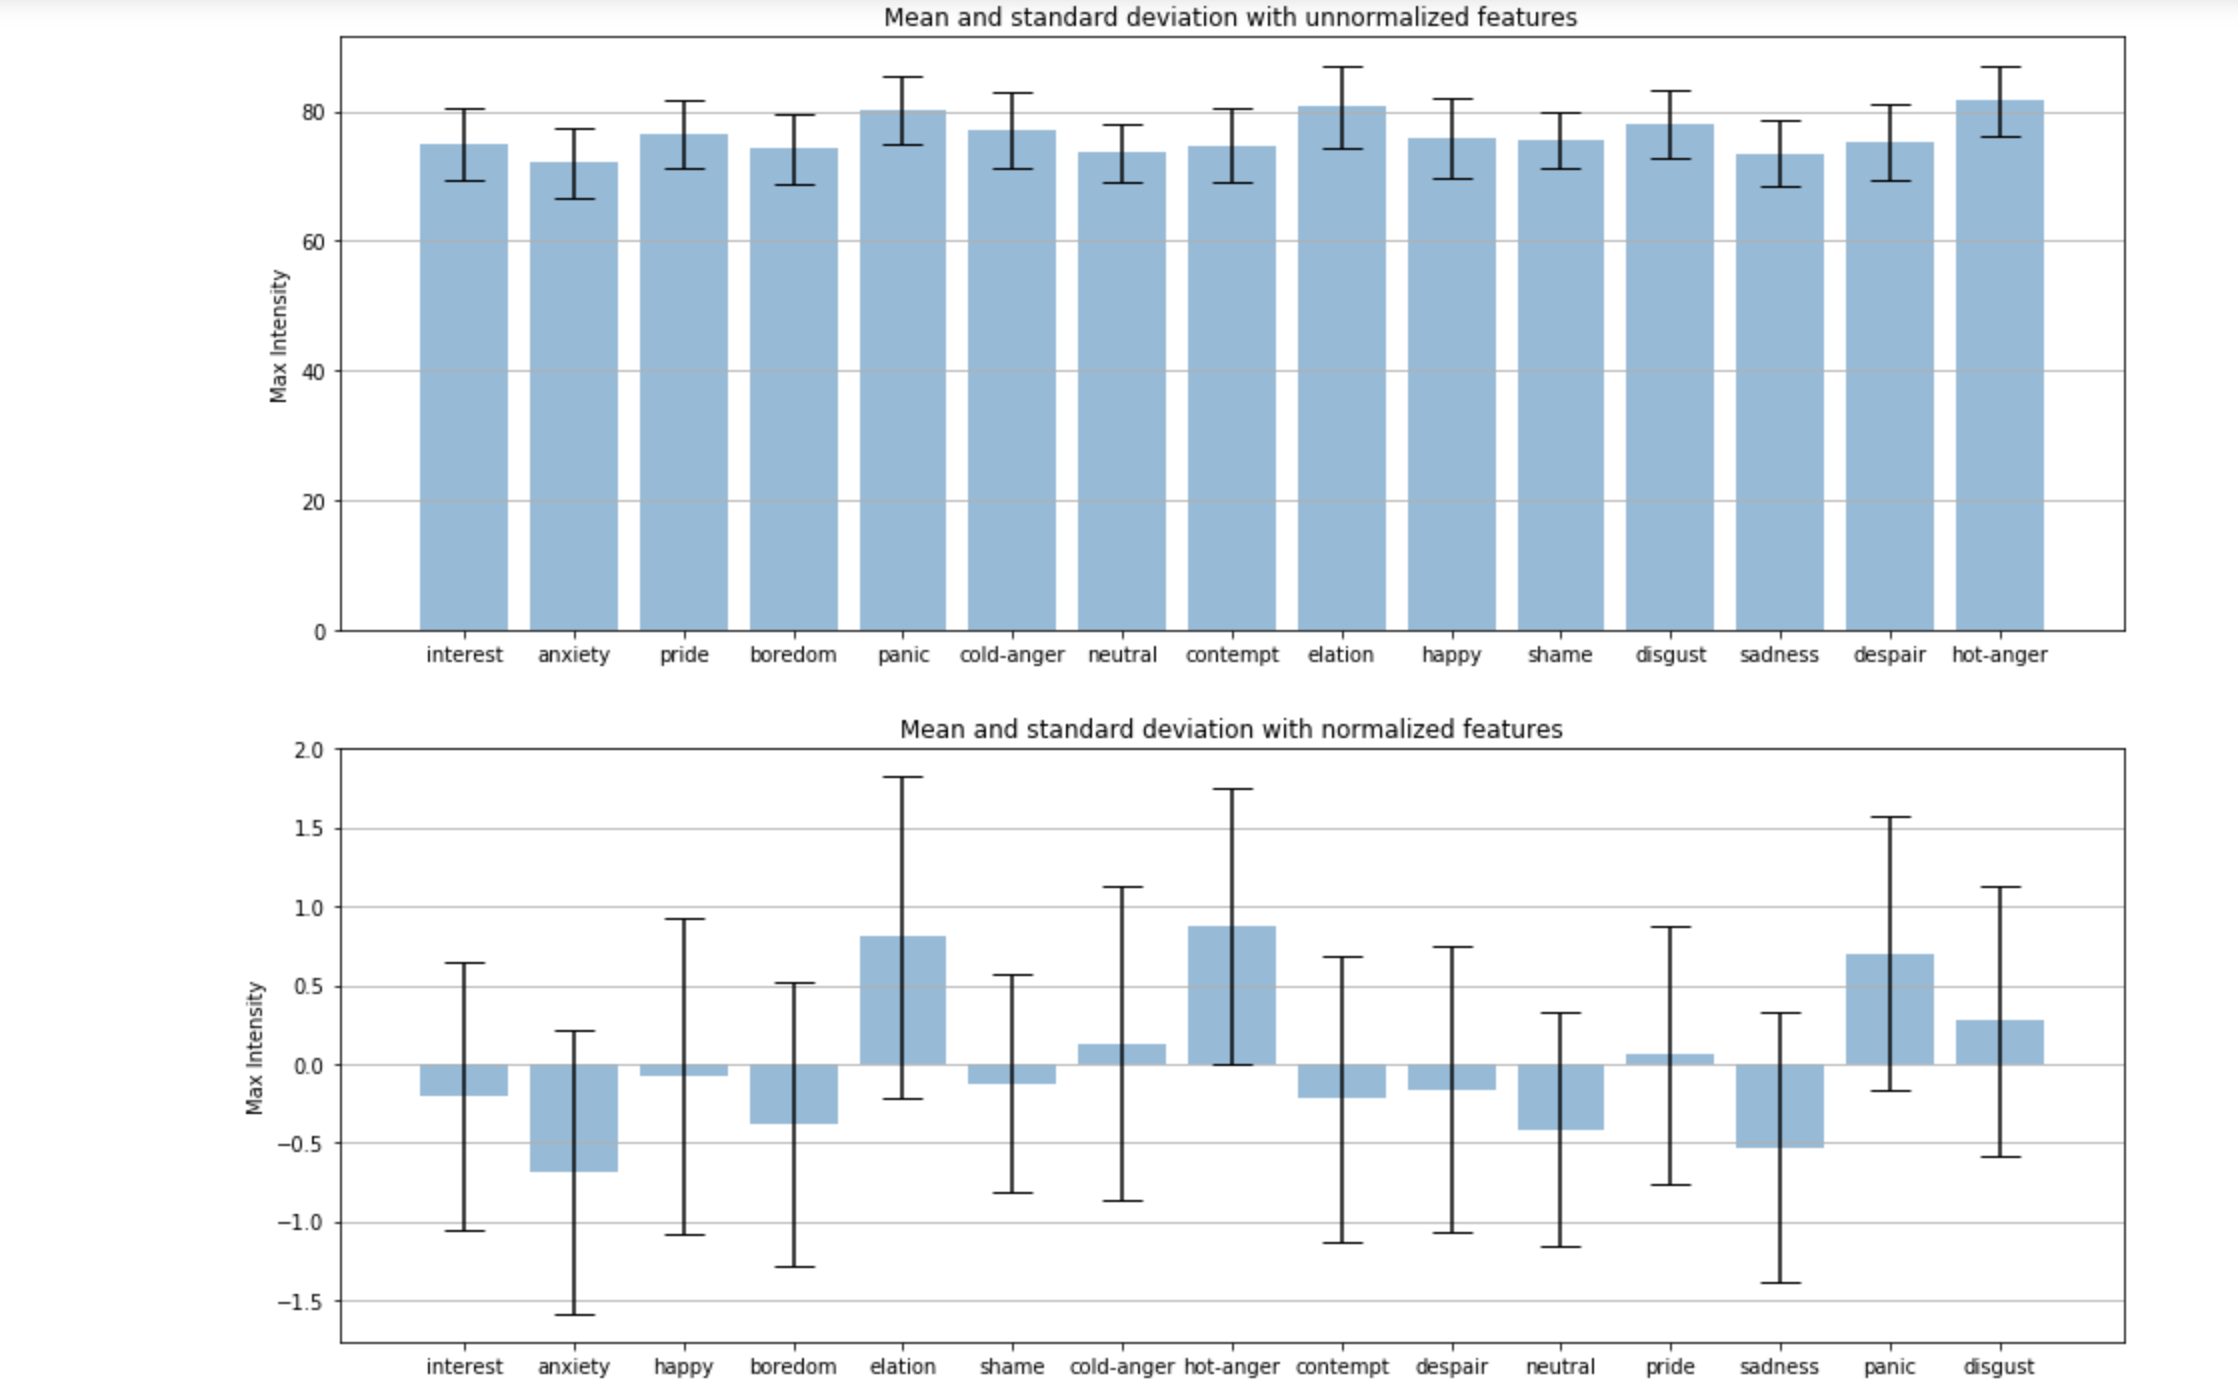 Mean and standard deviation with unnormalized features
80
60
40
20
0
Max Intensity
interest anxiety pride boredom panic cold-anger neutral contempt elation happy shame disgust sadness despair hot-anger
Mean and standard deviation with normalized features
2.0
1.5
1.0
0.5
0.0
−0.5
−1.0
−1.5
Max Intensity
interest anxiety happy boredom elation shame cold-anger hot-anger contempt despair neutral pride sadness panic disgust